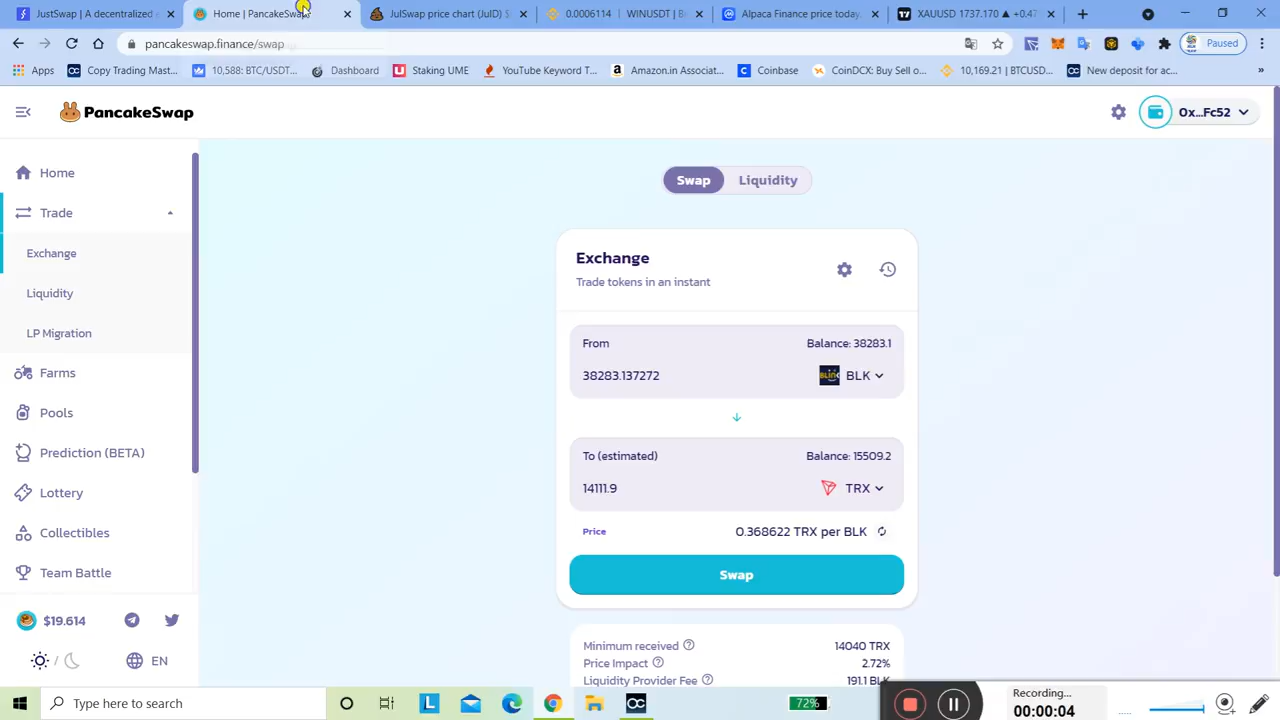 JustSwap | A decentralized e
Home | PancakeSwap
JulSwap price chart (JulD) $
0.0006114 | WINUSDT | B
Alpaca Finance price today,
XAUUSD 1737.170 ▲ +0.47
pancakeswap.finance/swap
Paused
Apps
Copy Trading Mast...
10,588: BTC/USDT...
Dashboard
Staking UME
YouTube Keyword T...
Amazon.in Associat...
Coinbase
CoinDCX: Buy Sell o...
10,169.21 | BTCUSD...
New deposit for ac...
»
PancakeSwap
0x...Fc52
Home
Trade
Exchange
Liquidity
LP Migration
Farms
Pools
Prediction (BETA)
Lottery
Collectibles
Team Battle
$19.614
/
EN
Swap
Liquidity
Exchange
Trade tokens in an instant
From
Balance: 38283.1
38283.137272
BLINK
BLK
To (estimated)
Balance: 15509.2
14111.9
TRX
Price
0.368622 TRX per BLK
Swap
Minimum received
14040 TRX
Price Impact
2.72%
Liquidity Provider Fee
191.1 BLK
Type here to search
L
CC
72%
Recording...
00:00:04